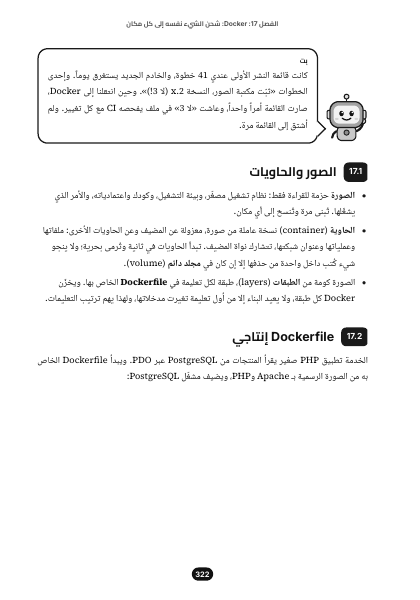 الفصل 17: Docker: شحن الشيء نفسه إلى كل مكان
بِت
كانت قائمة النشر الأولى عندي 41 خطوة، والخادم الجديد يستغرق يوماً. وإحدى
الخطوات «ثبّت مكتبة الصور، النسخة 2.x (لا 3!)». وحين انتقلنا إلى Docker،
صارت القائمة أمراً واحداً، وعاشت «لا 3» في ملف يفحصه CI مع كل تغيير. ولم
أشتق إلى القائمة مرة.
17.1 الصور والحاويات
• الصورة حزمة للقراءة فقط: نظام تشغيل مصغّر، وبيئة التشغيل، وكودك واعتمادياته، والأمر الذي
يشغّلها. تُبنى مرة وتُنسخ إلى أي مكان.
• الحاوية (container) نسخة عاملة من صورة، معزولة عن المضيف وعن الحاويات الأخرى: ملفاتها
وعملياتها وعنوان شبكتها، تتشارك نواة المضيف. تبدأ الحاويات في ثانية وتُرمى بحرية؛ ولا ينجو
شيء كُتب داخل واحدة من حذفها إلا إن كان في مجلد دائم (volume).
• الصورة كومة من الطبقات (layers)، طبقة لكل تعليمة في Dockerfile الخاص بها. ويخزّن
Docker كل طبقة، ولا يعيد البناء إلا من أول تعليمة تغيرت مدخلاتها، ولهذا يهم ترتيب التعليمات.
17.2 Dockerfile إنتاجي
الخدمة تطبيق PHP صغير يقرأ المنتجات من PostgreSQL عبر PDO. ويبدأ Dockerfile الخاص
به من الصورة الرسمية بـ Apache وPHP، ويضيف مشغّل PostgreSQL:
322